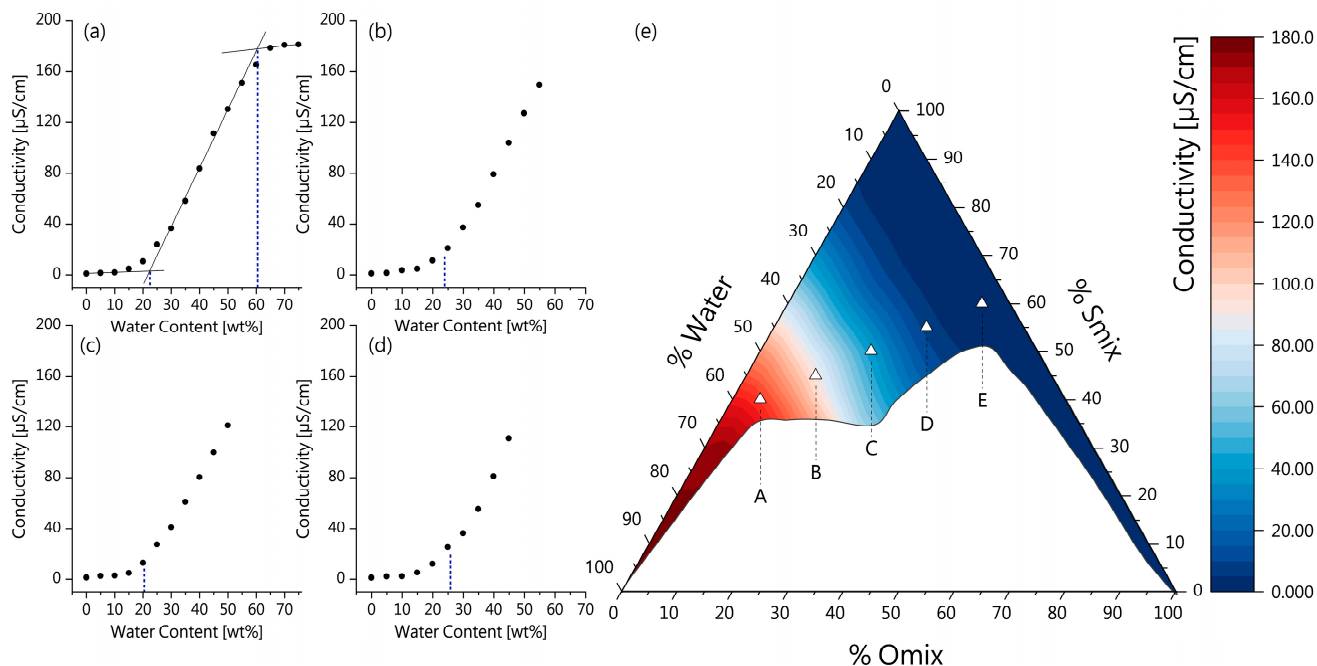 (a)
200
160
120
80
40
0
Conductivity [µS/cm]
0 10 20 30 40 50 60 70
Water Content [wt%]
(b)
200
160
120
80
40
0
Conductivity [µS/cm]
0 10 20 30 40 50 60 70
Water Content [wt%]
(c)
200
160
120
80
40
0
Conductivity [µS/cm]
0 10 20 30 40 50 60 70
Water Content [wt%]
(d)
200
160
120
80
40
0
Conductivity [µS/cm]
0 10 20 30 40 50 60 70
Water Content [wt%]
(e)
0
10
20
30
40
50
60
70
80
90
100
% Water
100
90
80
70
60
50
40
30
20
10
0
% Smix
A
B
C
D
E
0 10 20 30 40 50 60 70 80 90 100
% Omix
Conductivity [µS/cm]
180.0
160.0
140.0
120.0
100.0
80.00
60.00
40.00
20.00
0.000